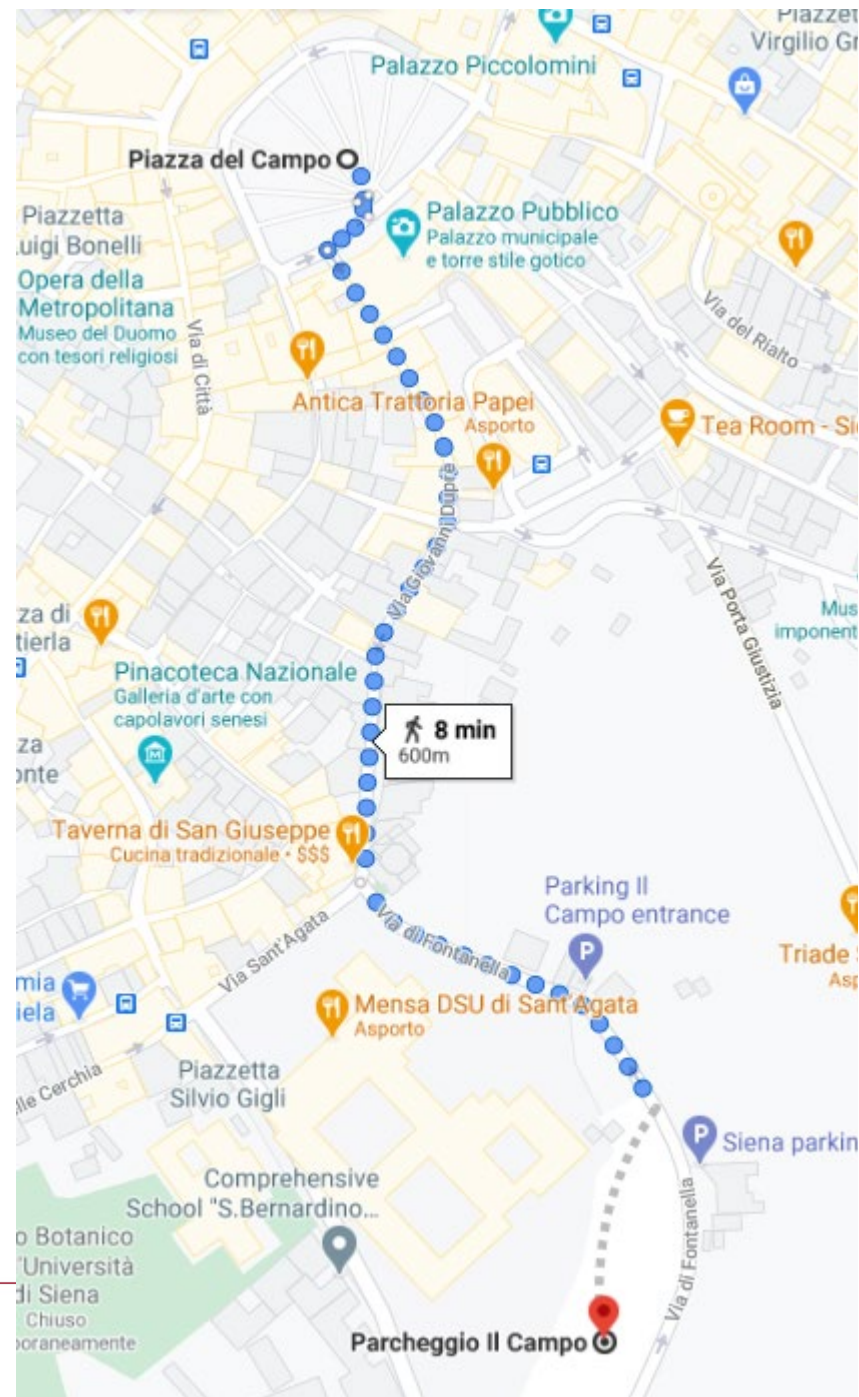 Piazzet
Virgilio Gr
Palazzo Piccolomini
Piazza del Campo
Piazzetta
uigi Bonelli
Palazzo Pubblico
Palazzo municipale
e torre stile gotico
Opera della
Metropolitana
Museo del Duomo
con tesori religiosi
Via di Città
Via del Rialto
Antica Trattoria Papei
Asporto
Tea Room - Si
Via Giovanni Duprè
Via Porta Giustizia
za di
tierla
Mus
imponent
Pinacoteca Nazionale
Galleria d'arte con
capolavori senesi
8 min
600m
za
onte
Taverna di San Giuseppe
Cucina tradizionale • $$$
Parking Il
Campo entrance
P
Via di Fontanella
Via Sant'Agata
Triade S
Asp
mia
iela
Mensa DSU di Sant'Agata
Asporto
lle Cerchia
Piazzetta
Silvio Gigli
P
Siena parkin
Comprehensive
School "S.Bernardino...
Via di Fontanella
o Botanico
'Università
di Siena
Chiuso
poraneamente
Parcheggio Il Campo